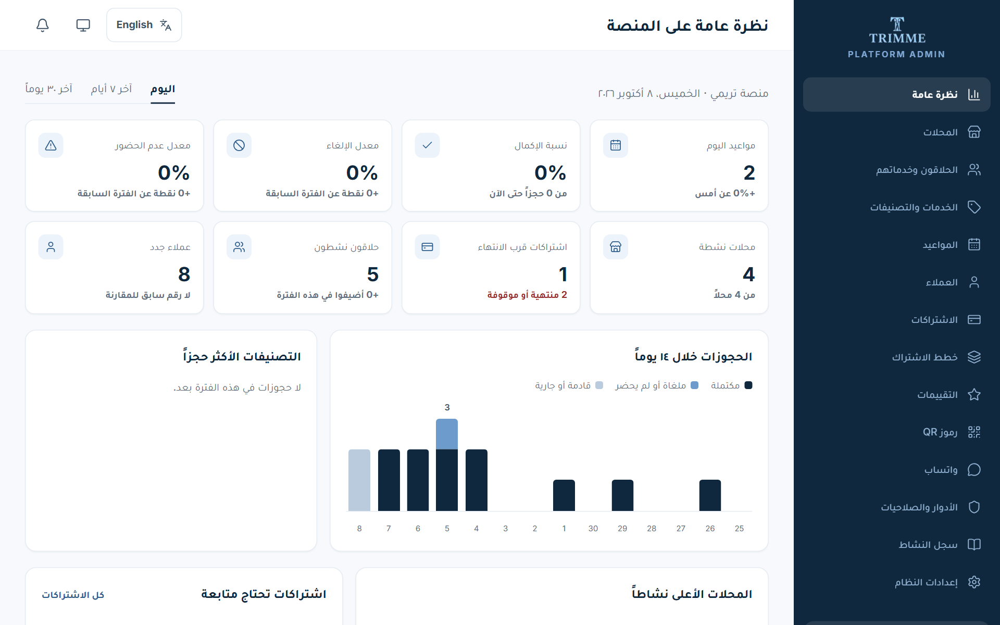 TRIMME
PLATFORM ADMIN
نظرة عامة
المحلات
الحلاقون وخدماتهم
الخدمات والتصنيفات
المواعيد
العملاء
الاشتراكات
خطط الاشتراك
التقييمات
رموز QR
واتساب
الأدوار والصلاحيات
سجل النشاط
إعدادات النظام
نظرة عامة على المنصة
English
منصة تريمي · الخميس، ٨ أكتوبر ٢٠٢٦
اليوم
آخر ٧ أيام
آخر ٣٠ يوماً
مواعيد اليوم
2
+0% عن أمس
نسبة الإكمال
0%
من 0 حجزاً حتى الآن
معدل الإلغاء
0%
+0 نقطة عن الفترة السابقة
معدل عدم الحضور
0%
+0 نقطة عن الفترة السابقة
محلات نشطة
4
من 4 محلاً
اشتراكات قرب الانتهاء
1
2 منتهية أو موقوفة
حلاقون نشطون
5
+0 أضيفوا في هذه الفترة
عملاء جدد
8
لا رقم سابق للمقارنة
الحجوزات خلال ١٤ يوماً
مكتملة
ملغاة أو لم يحضر
قادمة أو جارية
3
25 26 27 28 29 30 1 2 3 4 5 6 7 8
التصنيفات الأكثر حجزاً
لا حجوزات في هذه الفترة بعد.
المحلات الأعلى نشاطاً
اشتراكات تحتاج متابعة
كل الاشتراكات